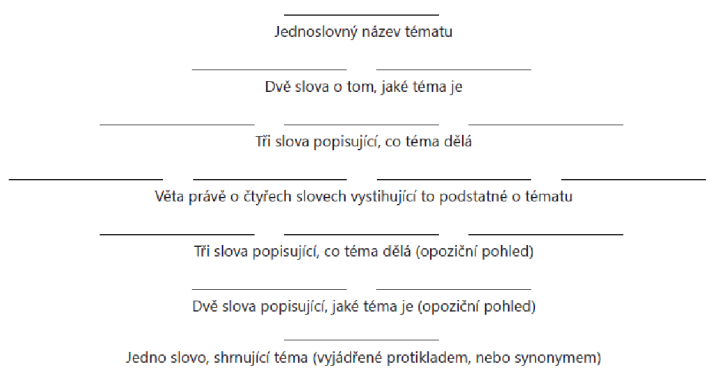 Jednoslovný název tématu
Dvě slova o tom, jaké téma je
Tři slova popisující, co téma dělá
Věta právě o čtyřech slovech vystihující to podstatné o tématu
Tři slova popisující, co téma dělá (opoziční pohled)
Dvě slova popisující, jaké téma je (opoziční pohled)
Jedno slovo, shrnující téma (vyjádřené protikladem, nebo synonymem)